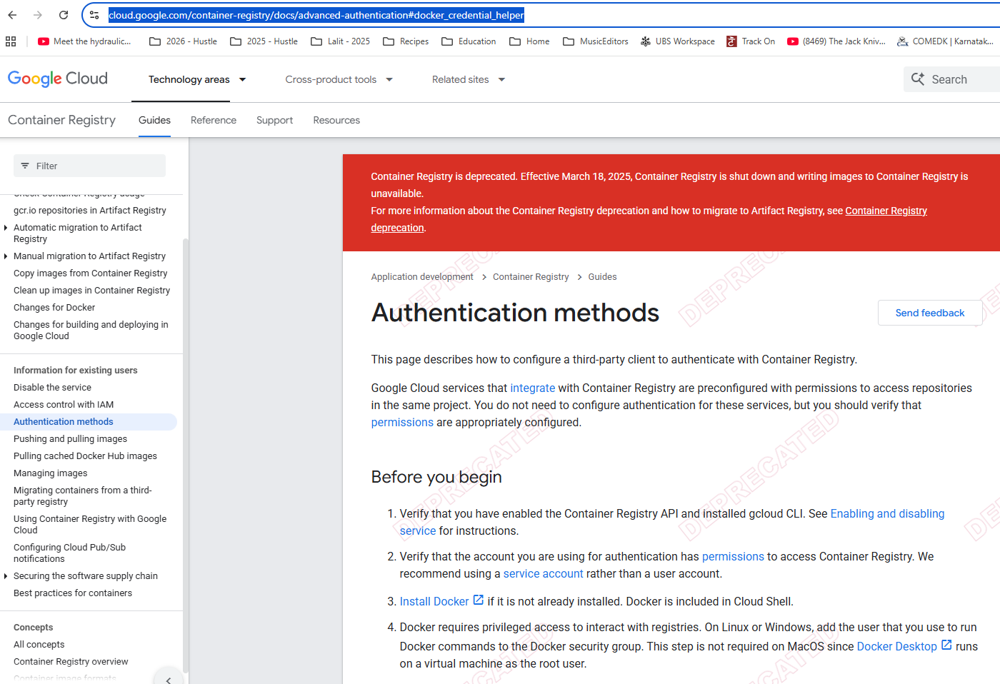 cloud.google.com/container-registry/docs/advanced-authentication#docker_credential_helper
Meet the hydraulic... 2026 - Hustle 2025 - Hustle Lalit - 2025 Recipes Education Home MusicEditors UBS Workspace Track On (8469) The Jack Kniv... COMEDK | Karnatak...
Google Cloud Technology areas Cross-product tools Related sites Search
Container Registry Guides Reference Support Resources
Filter
Check Container Registry usage
gcr.io repositories in Artifact Registry
Automatic migration to Artifact
Registry
Manual migration to Artifact Registry
Copy images from Container Registry
Clean up images in Container Registry
Changes for Docker
Changes for building and deploying in
Google Cloud
Information for existing users
Disable the service
Access control with IAM
Authentication methods
Pushing and pulling images
Pulling cached Docker Hub images
Managing images
Migrating containers from a third-
party registry
Using Container Registry with Google
Cloud
Configuring Cloud Pub/Sub
notifications
Securing the software supply chain
Best practices for containers
Concepts
All concepts
Container Registry overview
Container image formats
Container Registry is deprecated. Effective March 18, 2025, Container Registry is shut down and writing images to Container Registry is
unavailable.
For more information about the Container Registry deprecation and how to migrate to Artifact Registry, see Container Registry
deprecation.
Application development > Container Registry > Guides
Authentication methods
Send feedback
This page describes how to configure a third-party client to authenticate with Container Registry.
Google Cloud services that integrate with Container Registry are preconfigured with permissions to access repositories
in the same project. You do not need to configure authentication for these services, but you should verify that
permissions are appropriately configured.
Before you begin
1. Verify that you have enabled the Container Registry API and installed gcloud CLI. See Enabling and disabling
service for instructions.
2. Verify that the account you are using for authentication has permissions to access Container Registry. We
recommend using a service account rather than a user account.
3. Install Docker if it is not already installed. Docker is included in Cloud Shell.
4. Docker requires privileged access to interact with registries. On Linux or Windows, add the user that you use to run
Docker commands to the Docker security group. This step is not required on MacOS since Docker Desktop runs
on a virtual machine as the root user.
DEPRECATED
DEPRECATED